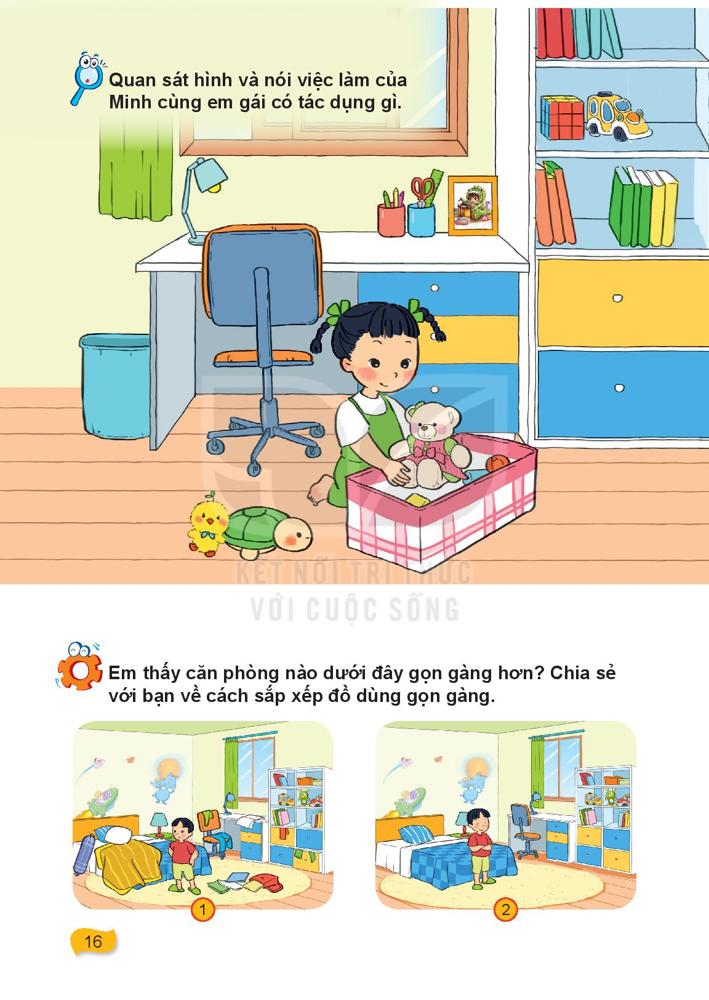 Quan sát hình và nói việc làm của
Minh cùng em gái có tác dụng gì.
KẾT NỐI TRI THỨC
VỚI CUỘC SỐNG
Em thấy căn phòng nào dưới đây gọn gàng hơn? Chia sẻ
với bạn về cách sắp xếp đồ dùng gọn gàng.
1
2
16